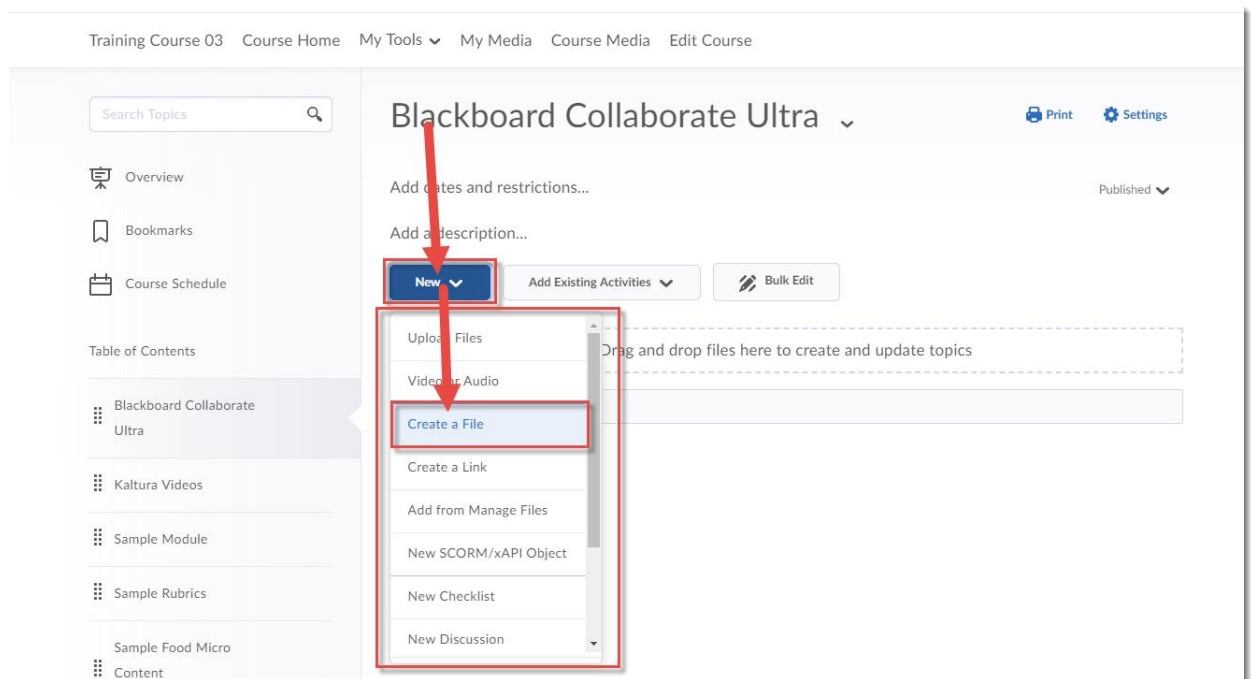 Training Course 03 Course Home My Tools My Media Course Media Edit Course
Search Topics
Overview
Bookmarks
Course Schedule
Table of Contents
Blackboard Collaborate
Ultra
Kaltura Videos
Sample Module
Sample Rubrics
Sample Food Micro
Content
Blackboard Collaborate Ultra
Print Settings
Add dates and restrictions...
Published
Add a description...
New Add Existing Activities Bulk Edit
Drag and drop files here to create and update topics
Upload Files
Video or Audio
Create a File
Create a Link
Add from Manage Files
New SCORM/xAPI Object
New Checklist
New Discussion